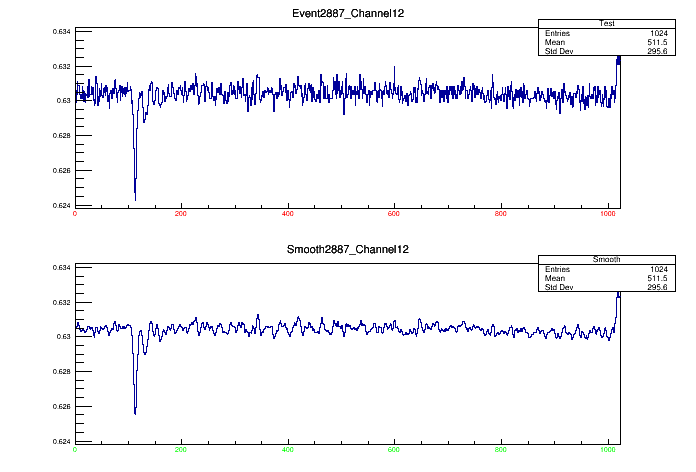 Event2887_Channel12
Test
Entries 1024
Mean 511.5
Std Dev 295.6
0.634
0.632
0.63
0.628
0.626
0.624
0 200 400 600 800 1000
Smooth2887_Channel12
Smooth
Entries 1024
Mean 511.5
Std Dev 295.6
0.634
0.632
0.63
0.628
0.626
0.624
0 200 400 600 800 1000